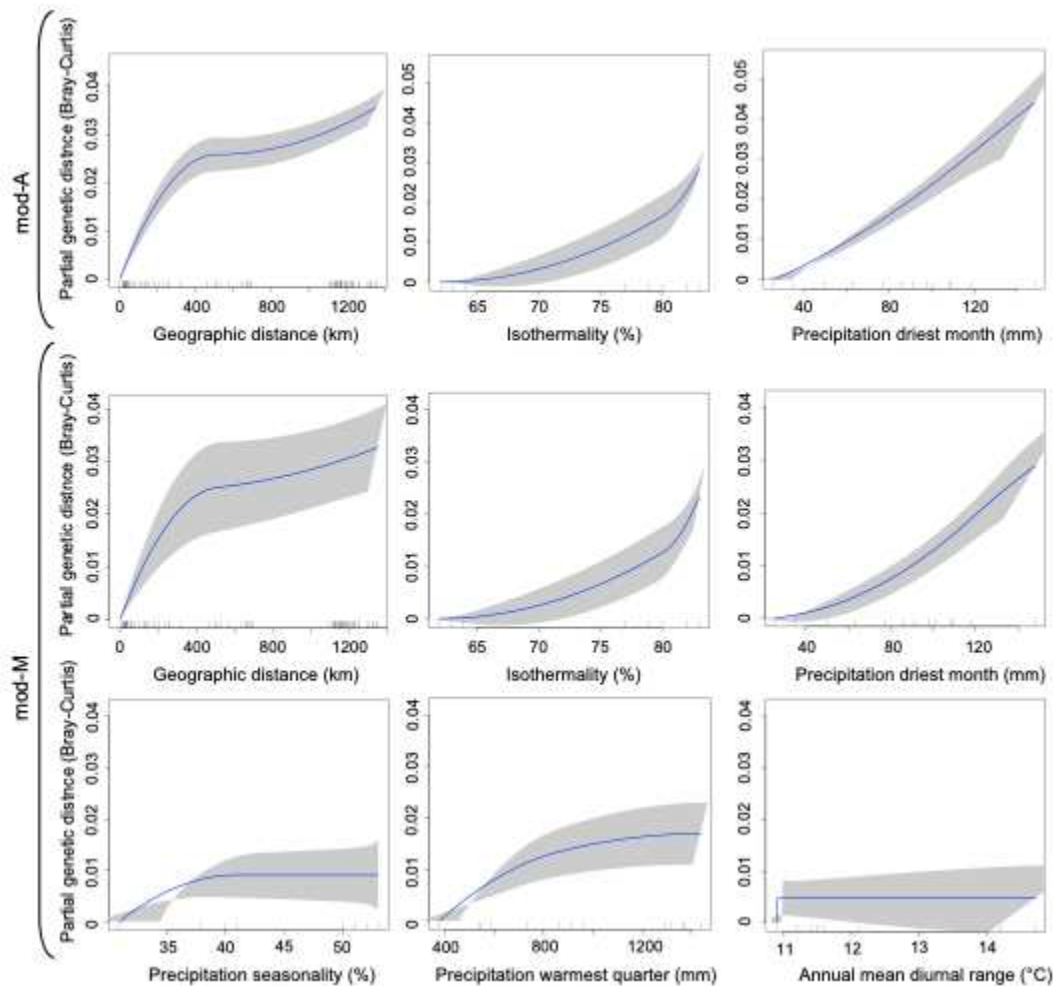 mod-A
Partial genetic distnce (Bray-Curtis)
0 0.01 0.02 0.03 0.04
0 400 800 1200
Geographic distance (km)
0 0.01 0.02 0.03 0.04 0.05
65 70 75 80
Isothermality (%)
0 0.01 0.02 0.03 0.04 0.05
40 80 120
Precipitation driest month (mm)
mod-M
Partial genetic distnce (Bray-Curtis)
0 0.01 0.02 0.03 0.04
0 400 800 1200
Geographic distance (km)
0 0.01 0.02 0.03 0.04
65 70 75 80
Isothermality (%)
0 0.01 0.02 0.03 0.04
40 80 120
Precipitation driest month (mm)
Partial genetic distnce (Bray-Curtis)
0 0.01 0.02 0.03 0.04
35 40 45 50
Precipitation seasonality (%)
0 0.01 0.02 0.03 0.04
400 800 1200
Precipitation warmest quarter (mm)
0 0.01 0.02 0.03 0.04
11 12 13 14
Annual mean diurnal range (°C)